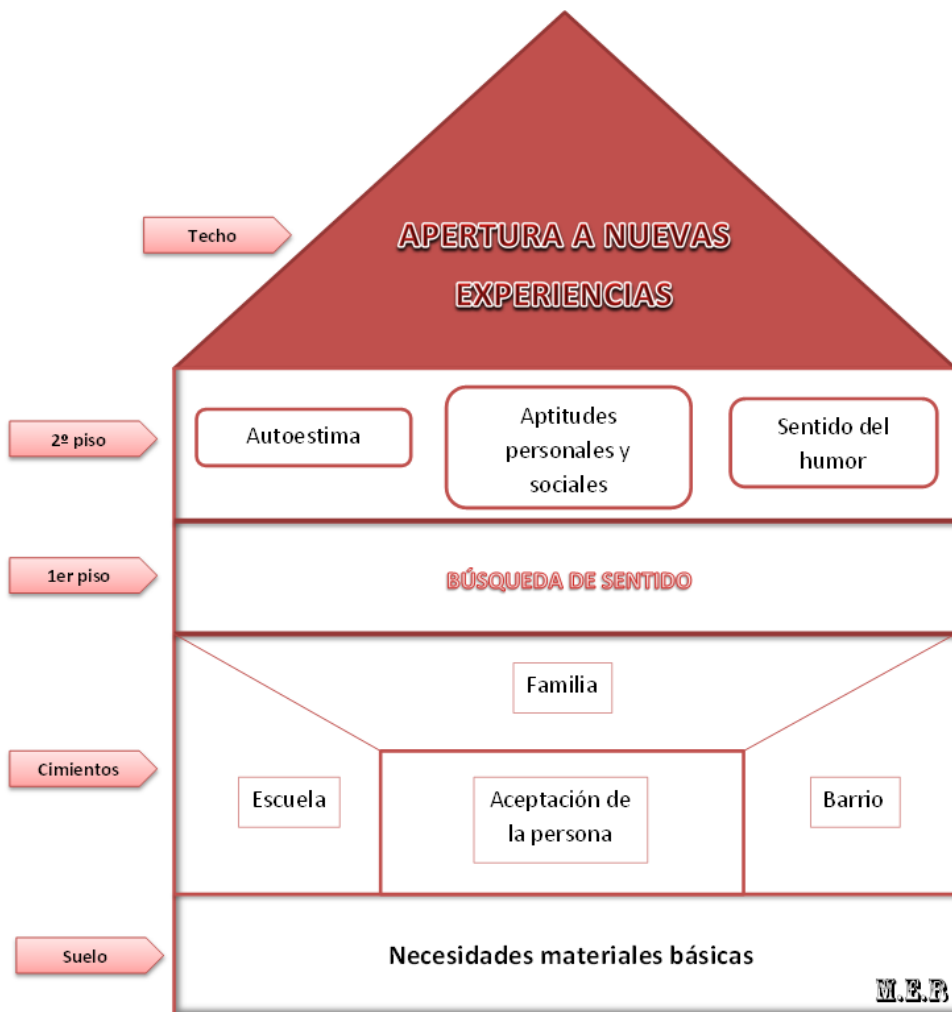 Techo
APERTURA A NUEVAS
EXPERIENCIAS
2º piso
Autoestima
Aptitudes
personales y
sociales
Sentido del
humor
1er piso
BÚSQUEDA DE SENTIDO
Familia
Cimientos
Escuela
Aceptación de
la persona
Barrio
Suelo
Necesidades materiales básicas
M.E.R